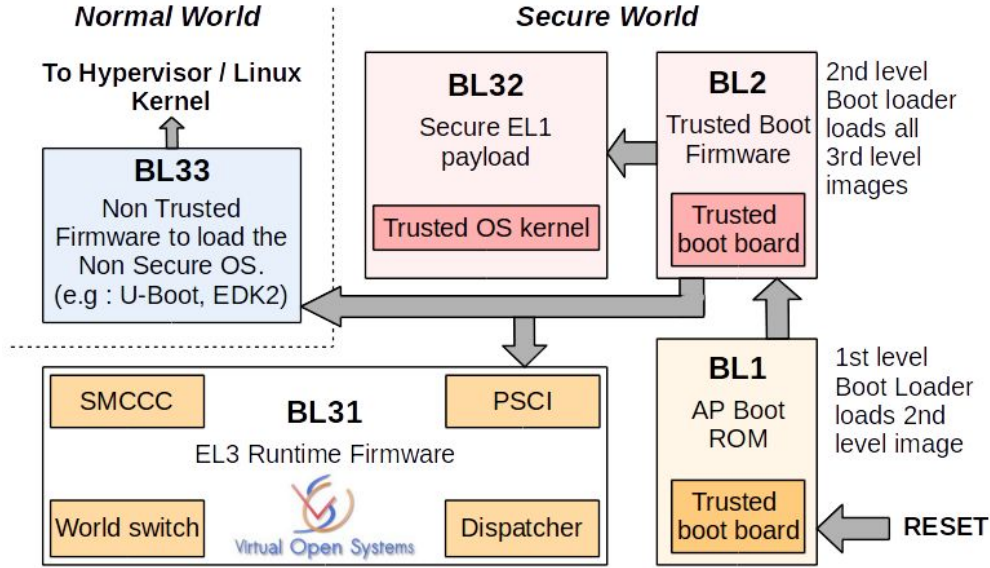 Normal World
Secure World
To Hypervisor / Linux
Kernel
BL33
Non Trusted
Firmware to load the
Non Secure OS.
(e.g : U-Boot, EDK2)
BL32
Secure EL1
payload
Trusted OS kernel
BL2
Trusted Boot
Firmware
Trusted
boot board
2nd level
Boot loader
loads all
3rd level
images
SMCCC
PSCI
BL31
EL3 Runtime Firmware
World switch
Virtual Open Systems
Dispatcher
BL1
AP Boot
ROM
Trusted
boot board
1st level
Boot Loader
loads 2nd
level image
RESET